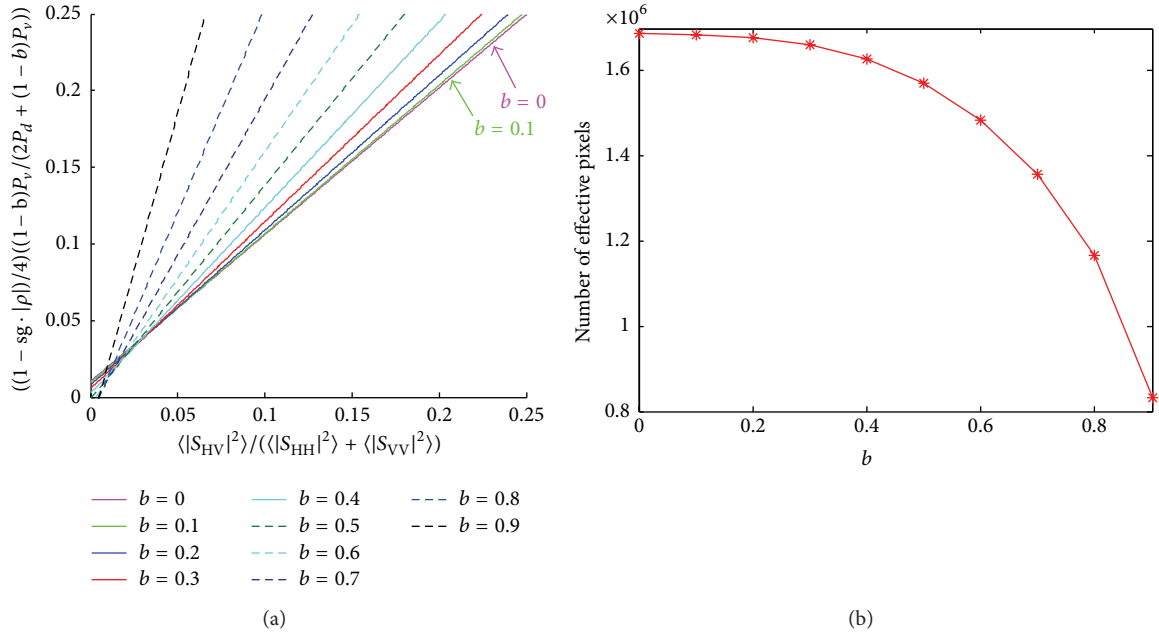 ((1 − sg · |ρ|)/4)((1− b)Pᵥ/(2P_d + (1 − b)Pᵥ))
0.25
0.2
0.15
0.1
0.05
0
0 0.05 0.1 0.15 0.2 0.25
⟨|S_HV|²⟩/(⟨|S_HH|²⟩ + ⟨|S_VV|²⟩)
b = 0
b = 0.1
b = 0 b = 0.4 b = 0.8
b = 0.1 b = 0.5 b = 0.9
b = 0.2 b = 0.6
b = 0.3 b = 0.7
(a)
×10⁶
Number of effective pixels
1.6
1.4
1.2
1
0.8
0 0.2 0.4 0.6 0.8
b
(b)